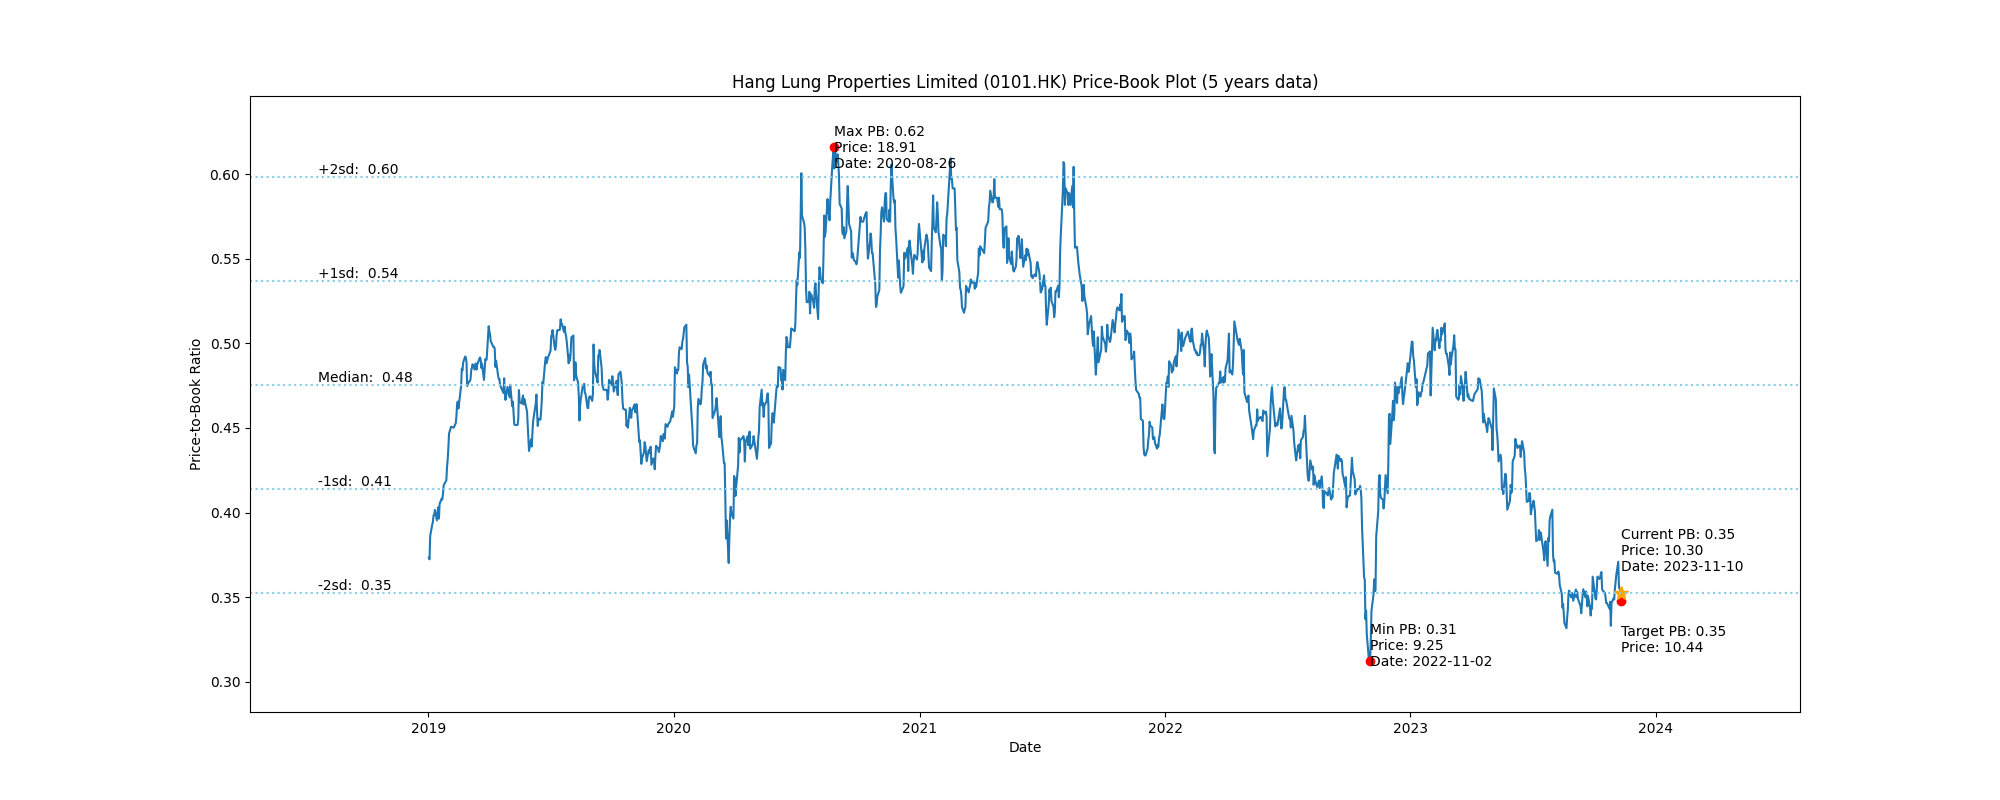 Hang Lung Properties Limited (0101.HK) Price-Book Plot (5 years data)
Max PB: 0.62
Price: 18.91
Date: 2020-08-26
+2sd:  0.60
+1sd:  0.54
Median:  0.48
-1sd:  0.41
-2sd:  0.35
Current PB: 0.35
Price: 10.30
Date: 2023-11-10
Min PB: 0.31
Price: 9.25
Date: 2022-11-02
Target PB: 0.35
Price: 10.44
Price-to-Book Ratio
0.60
0.55
0.50
0.45
0.40
0.35
0.30
2019
2020
2021
2022
2023
2024
Date